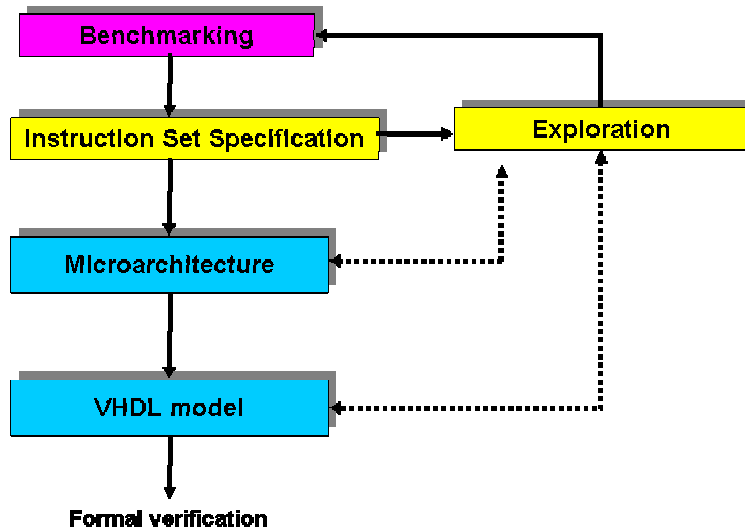 Benchmarking
Instruction Set Specification
Exploration
Microarchitecture
VHDL model
Formal verification